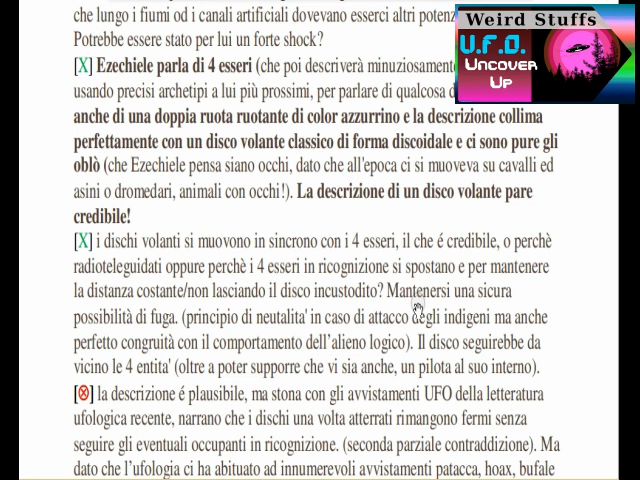 che lungo i fiumi od i canali artificiali dovevano esserci altri
Potrebbe essere stato per lui un forte shock?
[X] Ezechiele parla di 4 esseri (che poi descriverà
usando precisi archetipi a lui più prossimi, per parlare di qualcosa
anche di una doppia ruota ruotante di color azzurrino e la descrizione collima
perfettamente con un disco volante classico di forma discoidale e ci sono pure gli
oblò (che Ezechiele pensa siano occhi, dato che all'epoca ci si muoveva su cavalli ed
asini o dromedari, animali con occhi!). La descrizione di un disco volante pare
credibile!
[X] i dischi volanti si muovono in sincrono con i 4 esseri, il che é credibile, o perchè
radioteleguidati oppure perchè i 4 esseri in ricognizione si spostano e per mantenere
la distanza costante/non lasciando il disco incustodito? Mantenersi una sicura
possibilità di fuga. (principio di neutalita' in caso di attacco degli indigeni ma anche
perfetto congruità con il comportamento dell'alieno logico). Il disco seguirebbe da
vicino le 4 entita' (oltre a poter supporre che vi sia anche, un pilota al suo interno).
[⊗] la descrizione é plausibile, ma stona con gli avvistamenti UFO della letteratura
ufologica recente, narrano che i dischi una volta atterrati rimangono fermi senza
seguire gli eventuali occupanti in ricognizione. (seconda parziale contraddizione). Ma
dato che l'ufologia ci ha abituato ad innumerevoli avvistamenti patacca, hoax, bufale
Weird Stuffs
U.F.O.
Uncover
Up